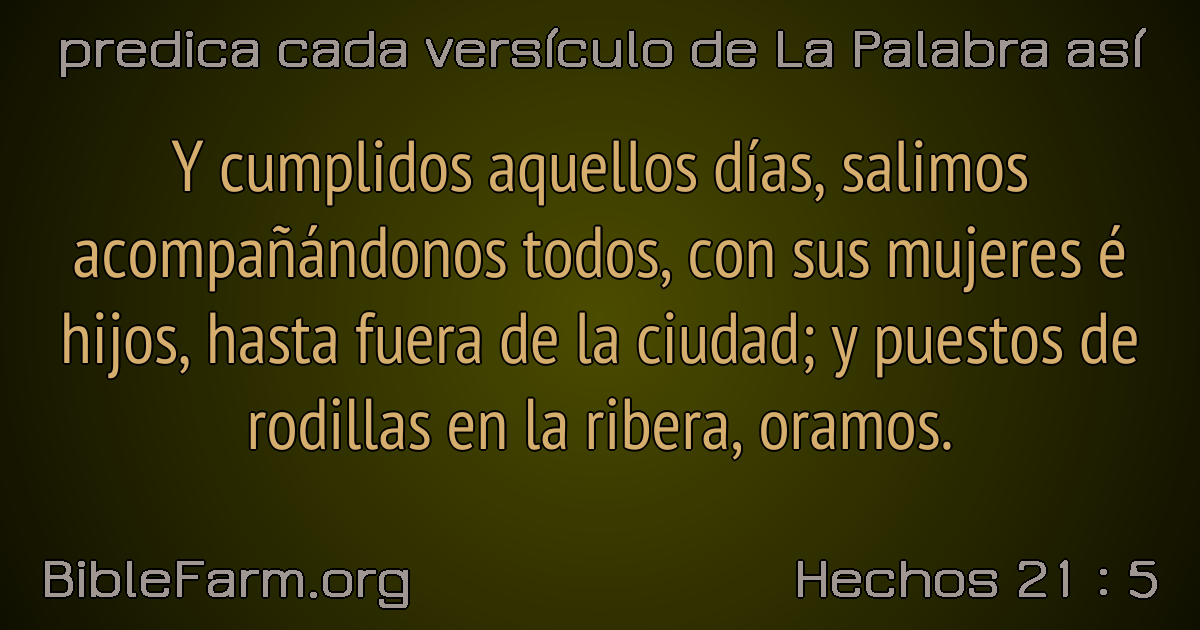 predica cada versículo de La Palabra así
Y cumplidos aquellos días, salimos
acompañándonos todos, con sus mujeres é
hijos, hasta fuera de la ciudad; y puestos de
rodillas en la ribera, oramos.
BibleFarm.org
Hechos 21 : 5